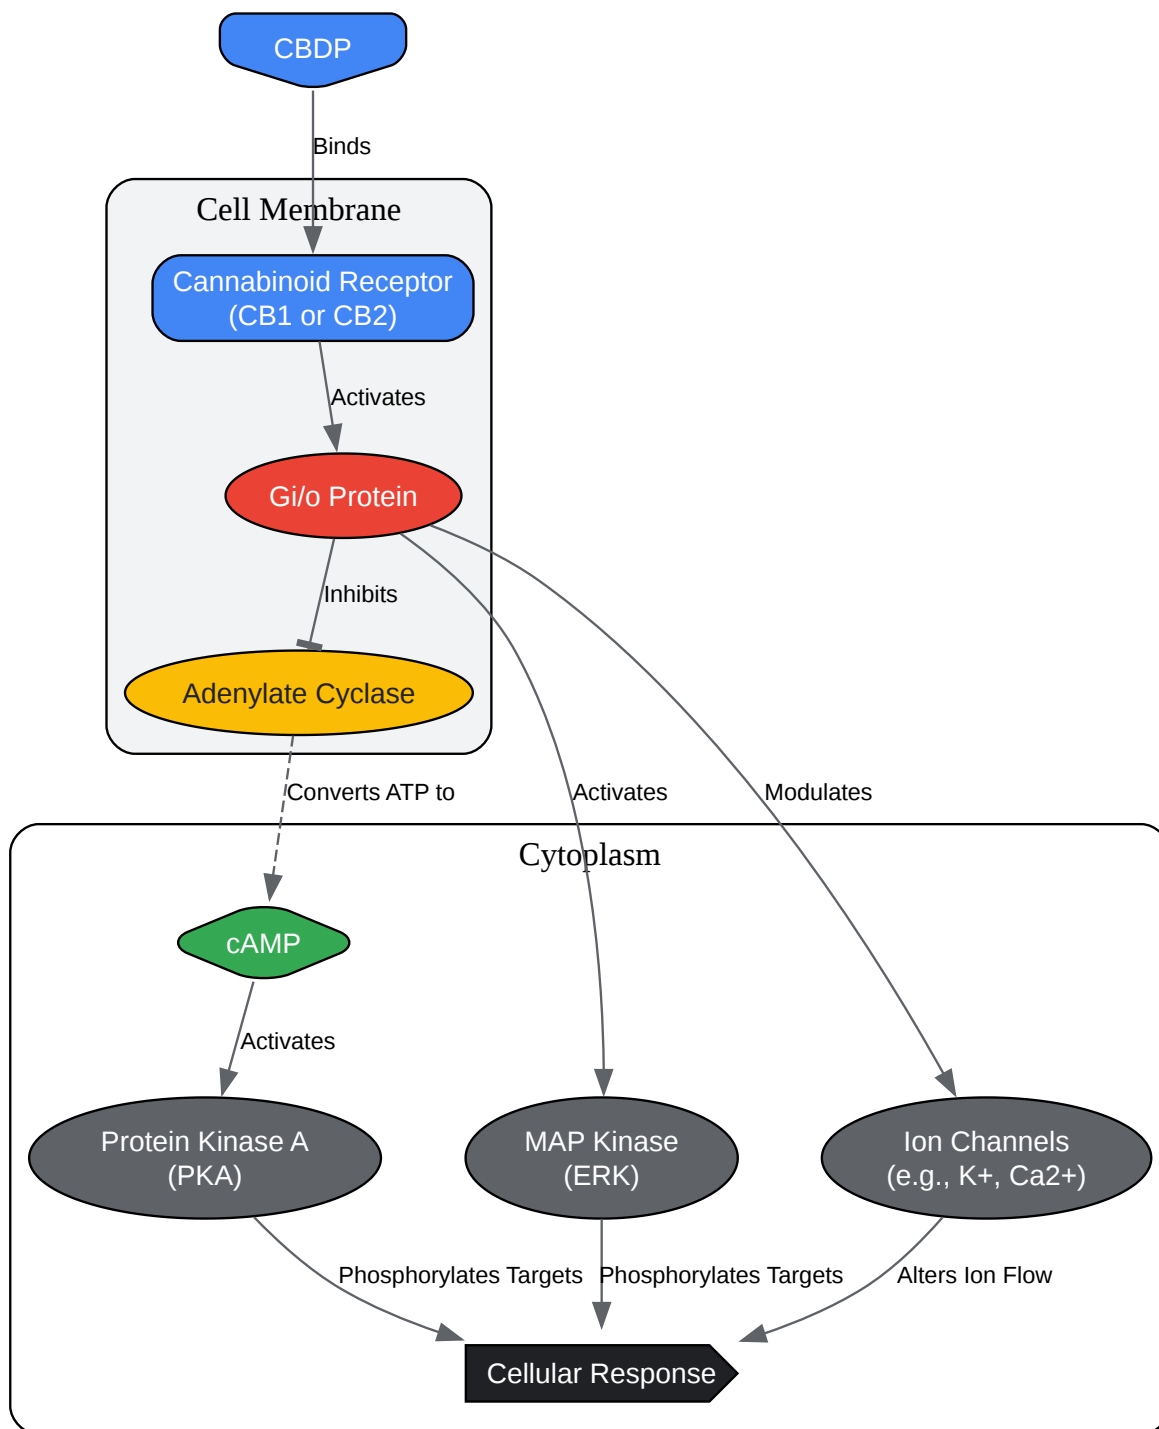 CBDP
Binds
Cell Membrane
Cannabinoid Receptor
(CB1 or CB2)
Activates
Gi/o Protein
Inhibits
Adenylate Cyclase
Converts ATP to
Activates
Modulates
Cytoplasm
cAMP
Activates
Protein Kinase A
(PKA)
MAP Kinase
(ERK)
Ion Channels
(e.g., K+, Ca2+)
Phosphorylates Targets
Phosphorylates Targets
Alters Ion Flow
Cellular Response